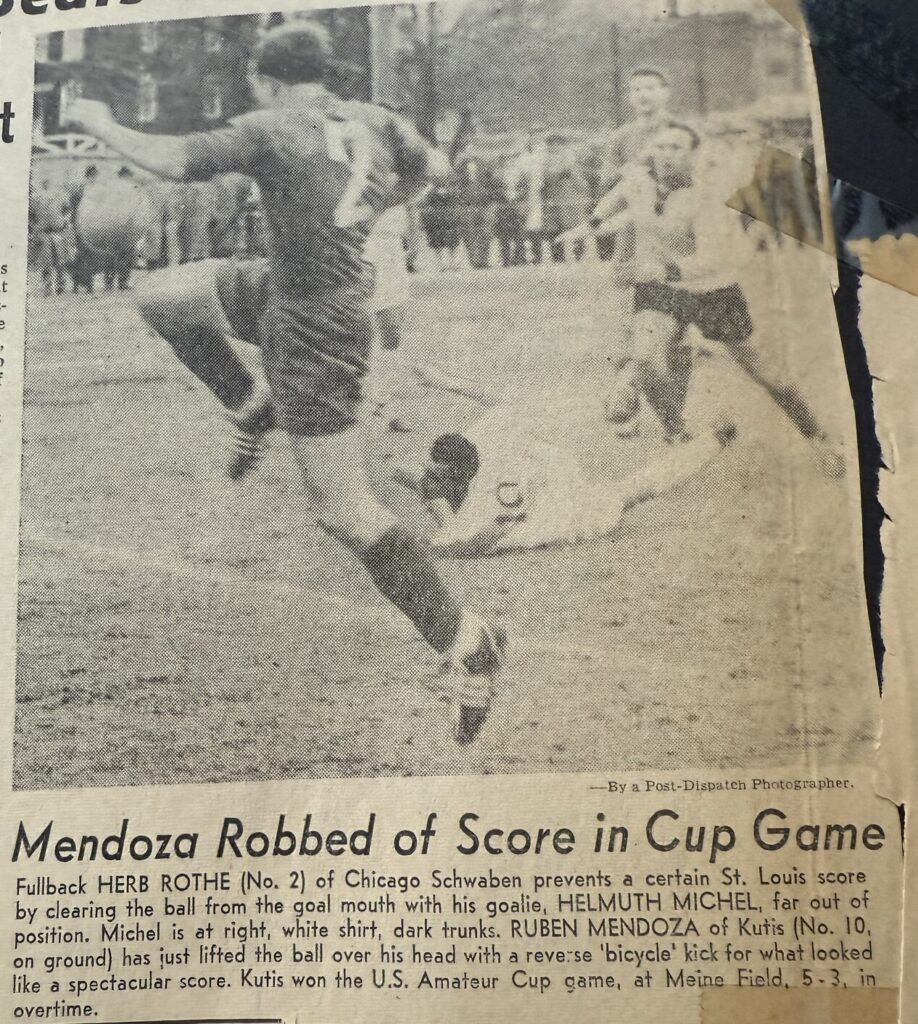 t
s
t
-
e
,
10
—By a Post-Dispatch Photographer.
Mendoza Robbed of Score in Cup Game
Fullback HERB ROTHE (No. 2) of Chicago Schwaben prevents a certain St. Louis score
by clearing the ball from the goal mouth with his goalie, HELMUTH MICHEL, far out of
position. Michel is at right, white shirt, dark trunks. RUBEN MENDOZA of Kutis (No. 10,
on ground) has just lifted the ball over his head with a reverse 'bicycle' kick for what looked
like a spectacular score. Kutis won the U.S. Amateur Cup game, at Meine Field, 5-3, in
overtime.